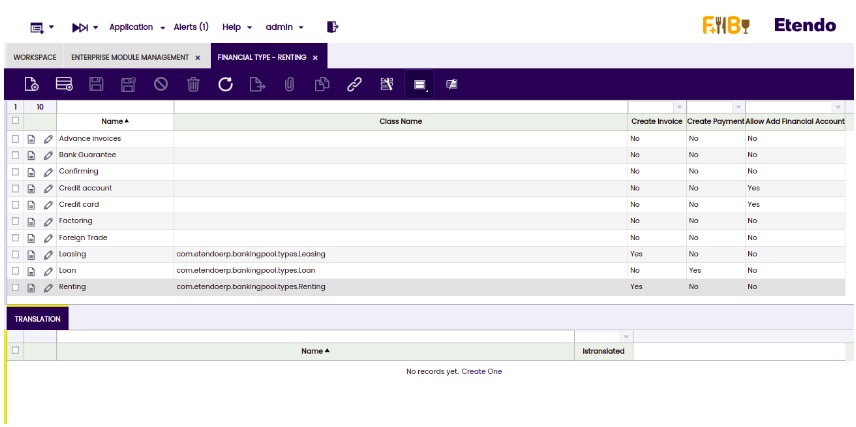 Application Alerts (1) Help admin F+IBY Etendo
WORKSPACE ENTERPRISE MODULE MANAGEMENT × FINANCIAL TYPE - RENTING ×
1 10
Name Class Name Create Invoice Create Payment Allow Add Financial Account
Advance invoices No No No
Bank Guarantee No No No
Confirming No No No
Credit account No No Yes
Credit card No No Yes
Factoring No No No
Foreign Trade No No No
Leasing com.etendoerp.bankingpool.types.Leasing Yes No No
Loan com.etendoerp.bankingpool.types.Loan No Yes No
Renting com.etendoerp.bankingpool.types.Renting Yes No No
TRANSLATION
Name Istranslated
No records yet. Create One